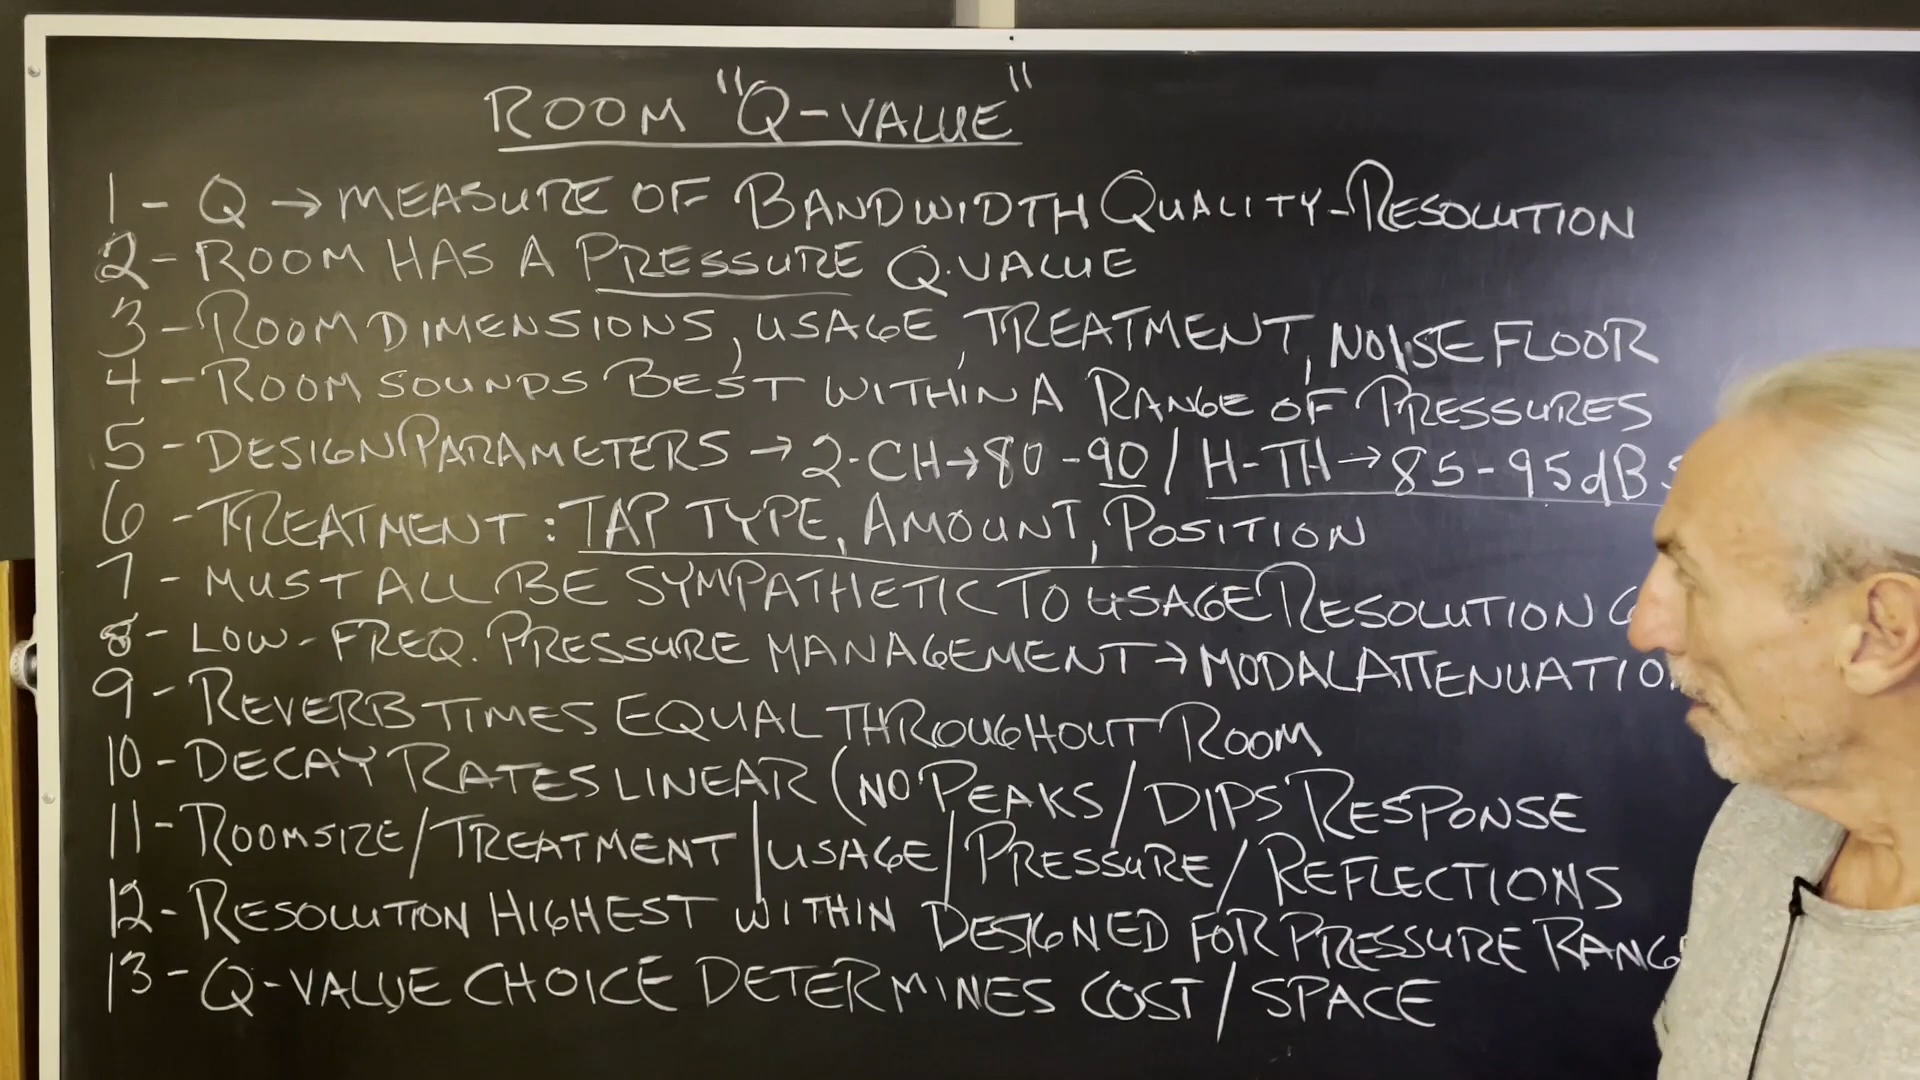 ROOM "Q-VALUE"
1- Q → MEASURE OF BANDWIDTH QUALITY-RESOLUTION
2- ROOM HAS A PRESSURE Q-VALUE
3- ROOM DIMENSIONS, USAGE, TREATMENT, NOISE FLOOR
4- ROOM SOUNDS BEST WITHIN A RANGE OF PRESSURES
5- DESIGN PARAMETERS → 2-CH → 80-90 / H-TH → 85-95dB
6- TREATMENT: TAP TYPE, AMOUNT, POSITION
7- MUST ALL BE SYMPATHETIC TO USAGE RESOLUTION
8- LOW-FREQ. PRESSURE MANAGEMENT → MODAL ATTENUATION
9- REVERB TIMES EQUAL THROUGHOUT ROOM
10- DECAY RATES LINEAR (NO PEAKS/DIPS RESPONSE
11- ROOM SIZE/TREATMENT|USAGE|PRESSURE/REFLECTIONS
12- RESOLUTION HIGHEST WITHIN DESIGNED FOR PRESSURE RANGE
13- Q-VALUE CHOICE DETERMINES COST/SPACE